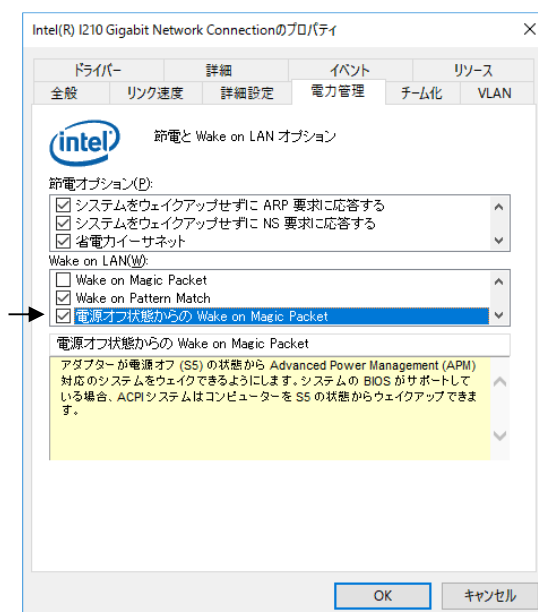 Intel(R) I210 Gigabit Network Connectionのプロパティ
ドライバー 詳細 イベント リソース
全般 リンク速度 詳細設定 電力管理 チーム化 VLAN
intel
節電と Wake on LAN オプション
節電オプション(P):
システムをウェイクアップせずに ARP 要求に応答する
システムをウェイクアップせずに NS 要求に応答する
省電力イーサネット
Wake on LAN(W):
Wake on Magic Packet
Wake on Pattern Match
電源オフ状態からの Wake on Magic Packet
電源オフ状態からの Wake on Magic Packet
アダプターが電源オフ (S5) の状態から Advanced Power Management (APM)
対応のシステムをウェイクできるようにします。システムの BIOS がサポートして
いる場合、ACPI システムはコンピューターを S5 の状態からウェイクアップできま
す。
OK キャンセル